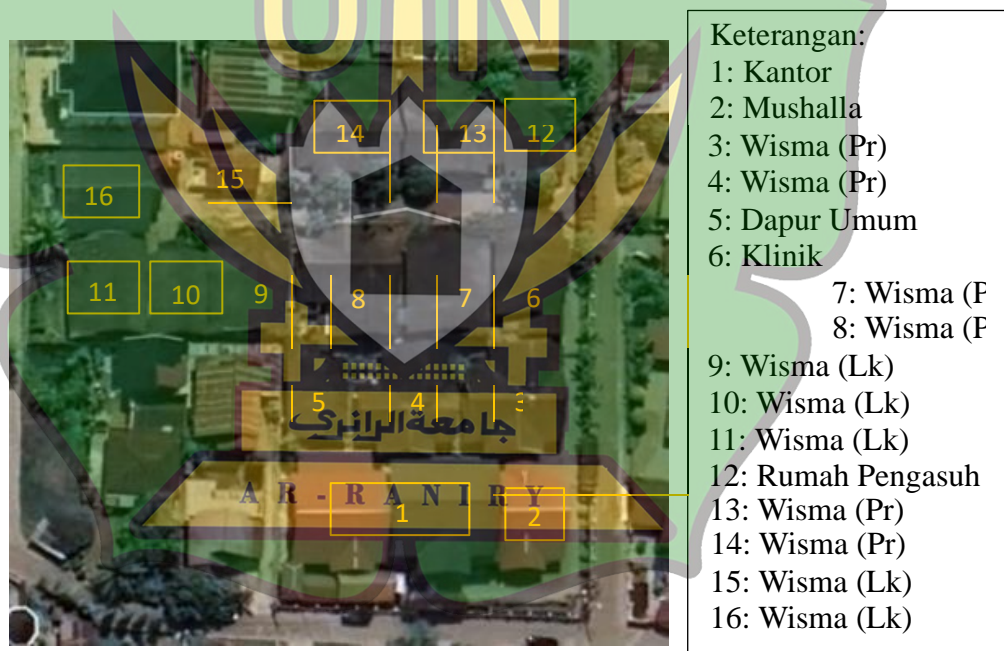 UIN
14
13
12
16
15
11
10
9
8
7
6
5
4
3
جامعة الرانري
AR-RANIRY
1
2
Keterangan:
1: Kantor
2: Mushalla
3: Wisma (Pr)
4: Wisma (Pr)
5: Dapur Umum
6: Klinik
7: Wisma (P
8: Wisma (P
9: Wisma (Lk)
10: Wisma (Lk)
11: Wisma (Lk)
12: Rumah Pengasuh
13: Wisma (Pr)
14: Wisma (Pr)
15: Wisma (Lk)
16: Wisma (Lk)